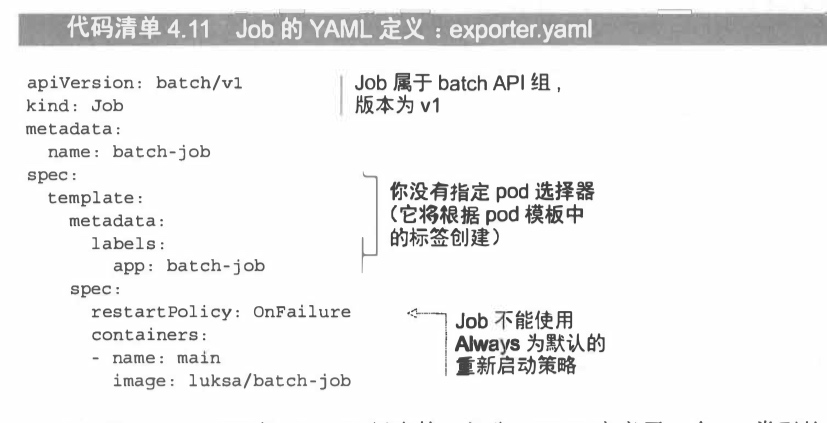 代码清单 4.11 Job 的 YAML 定义：exporter.yaml
apiVersion: batch/v1
kind: Job
metadata:
  name: batch-job
spec:
  template:
    metadata:
      labels:
        app: batch-job
    spec:
      restartPolicy: OnFailure
      containers:
      - name: main
        image: luksa/batch-job
Job 属于 batch API 组，
版本为 v1
你没有指定 pod 选择器
（它将根据 pod 模板中
的标签创建）
Job 不能使用
Always 为默认的
重新启动策略